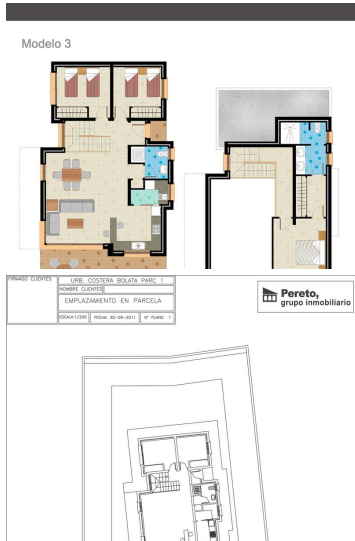 Modelo 3
FIRMADO CLIENTES
URB. COSTERA BOLATA PARC 1
NOMBRE CLIENTES
EMPLAZAMIENTO EN PARCELA
ESCALA:1/200
FECHA 30-06-2011
Nº PLANO 1
Pereto,
grupo inmobiliario